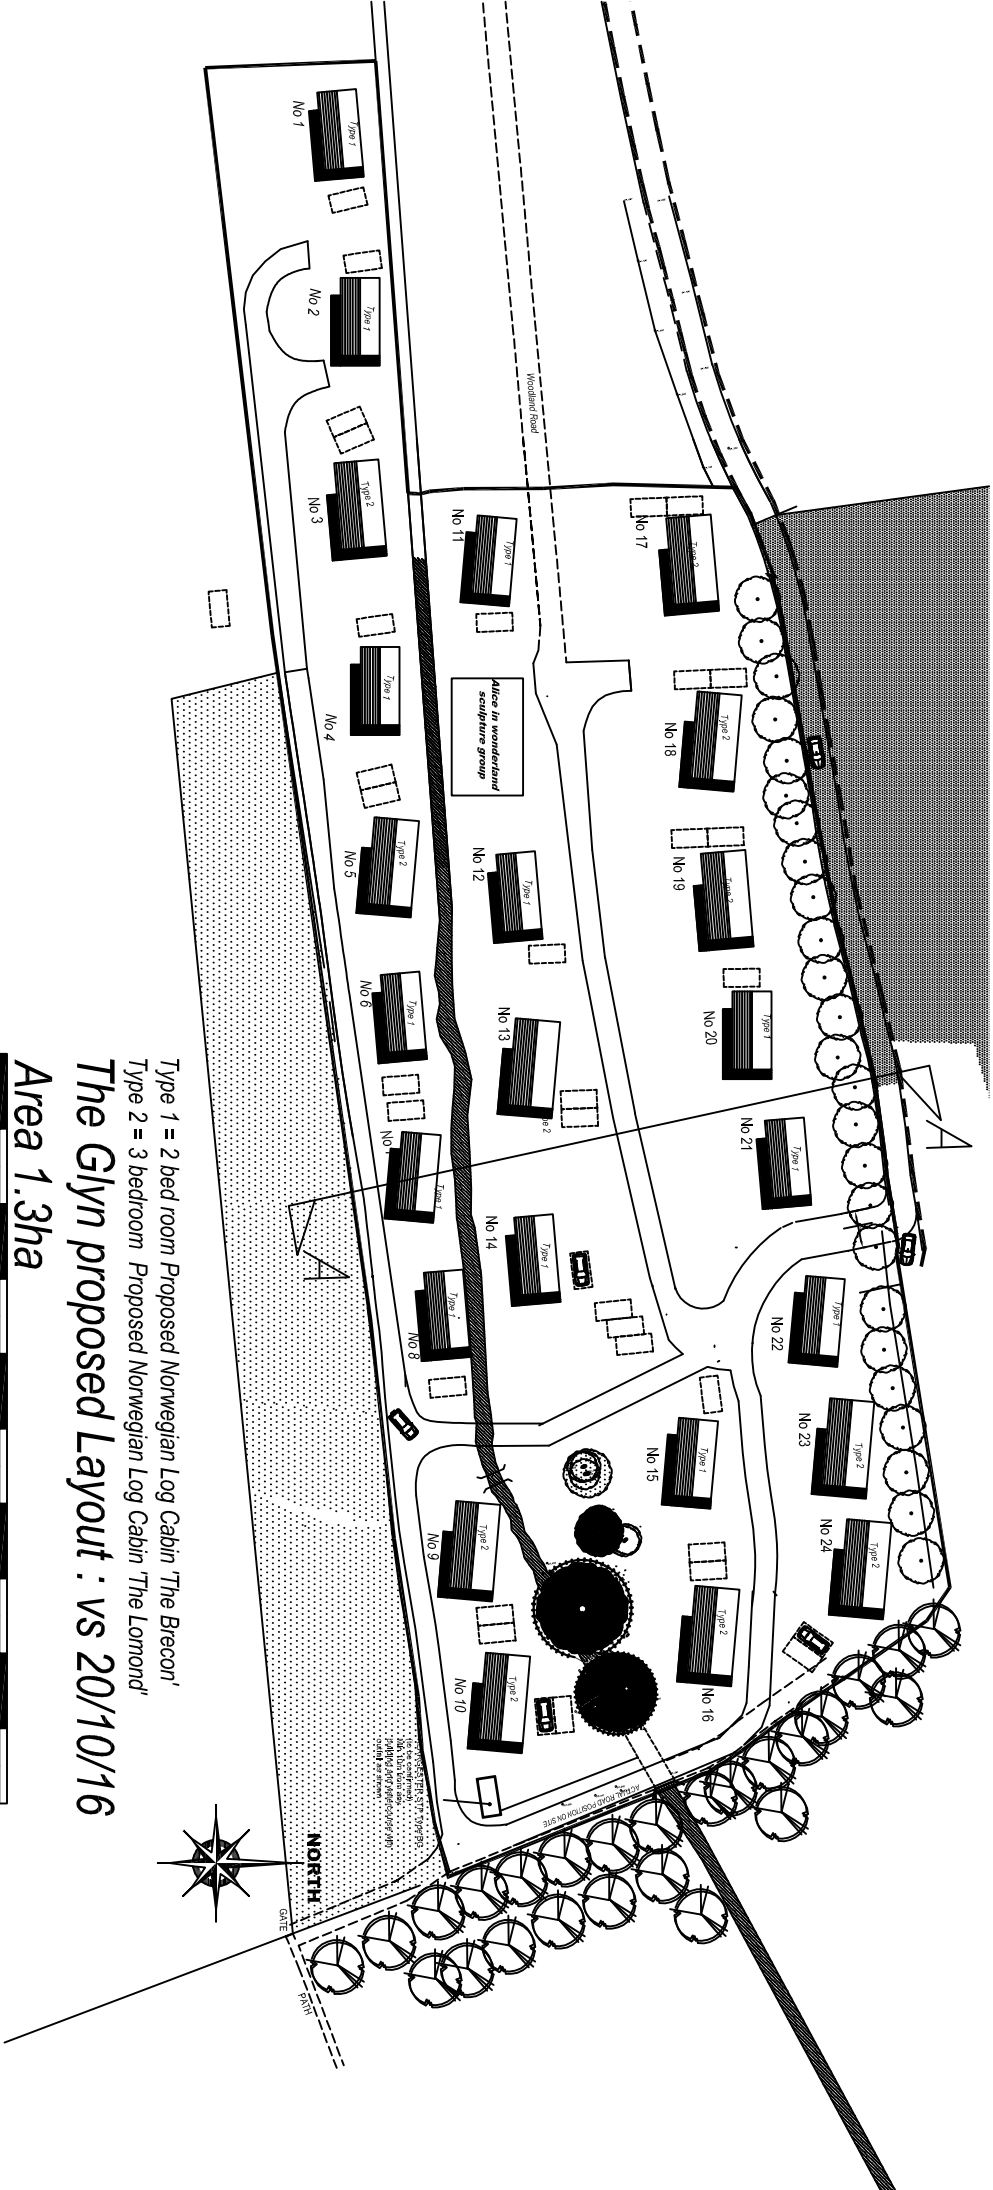 Woodland Road
No 1
Type 1
No 2
Type 1
No 3
Type 2
No 4
Type 1
No 5
Type 2
No 6
Type 1
Type 1
No 8
Type 1
No 9
Type 2
No 10
Type 2
No 11
Type 1
Alice in wonderland
sculpture group
No 12
Type 1
No 13
No 14
Type 1
No 15
Type 1
No 16
Type 2
No 17
Type 2
No 18
Type 2
No 19
Type 2
No 20
Type 1
No 21
Type 1
No 22
Type 1
No 23
Type 2
No 24
Type 2
A
A
ACTUAL ROAD POSITION ON SITE
GATE
PATH
NORTH
Type 1 = 2 bed room Proposed Norwegian Log Cabin 'The Brecon'
Type 2 = 3 bedroom Proposed Norwegian Log Cabin 'The Lomond"
The Glyn proposed Layout : vs 20/10/16
Area 1.3ha